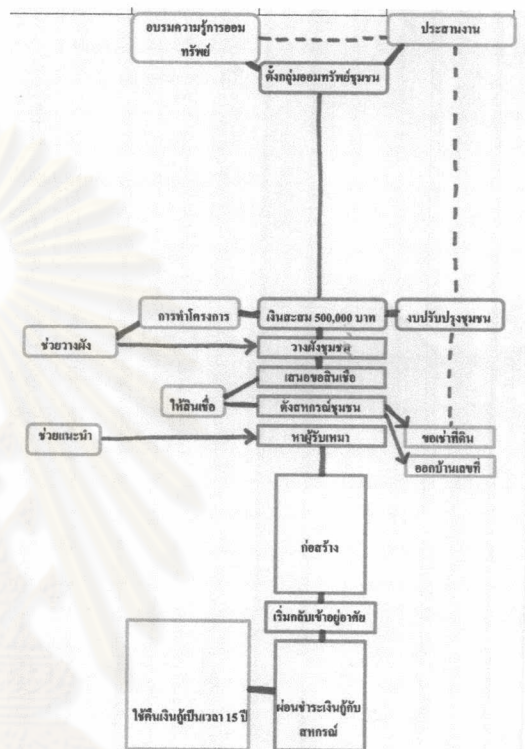 อบรมความรู้การออม
ทรัพย์
ประสานงาน
ตั้งกลุ่มออมทรัพย์ชุมชน
การทำโครงการ
เงินสะสม 500,000 บาท
งบปรับปรุงชุมชน
ช่วยวางผัง
วางผังชุมชน
เสนอขอสินเชื่อ
ให้สินเชื่อ
ตั้งสหกรณ์ชุมชน
ช่วยแนะนำ
หาผู้รับเหมา
ขอเช่าที่ดิน
ออกบ้านเลขที่
ก่อสร้าง
เริ่มกลับเข้าอยู่อาศัย
ใช้คืนเงินกู้เป็นเวลา 15 ปี
ผ่อนชำระเงินกู้กับ
สหกรณ์